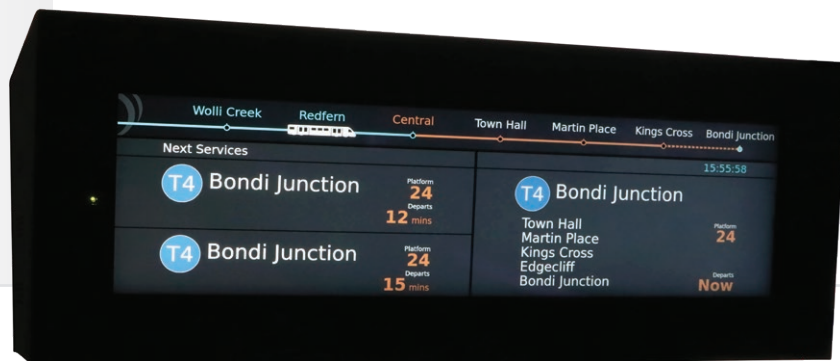 Wolli Creek Redfern Central Town Hall Martin Place Kings Cross Bondi Junction
Next Services
T4 Bondi Junction
Platform
24
Departs
12 mins
T4 Bondi Junction
Platform
24
Departs
15 mins
15:55:58
T4 Bondi Junction
Town Hall
Martin Place
Kings Cross
Edgecliff
Bondi Junction
Platform
24
Departs
Now